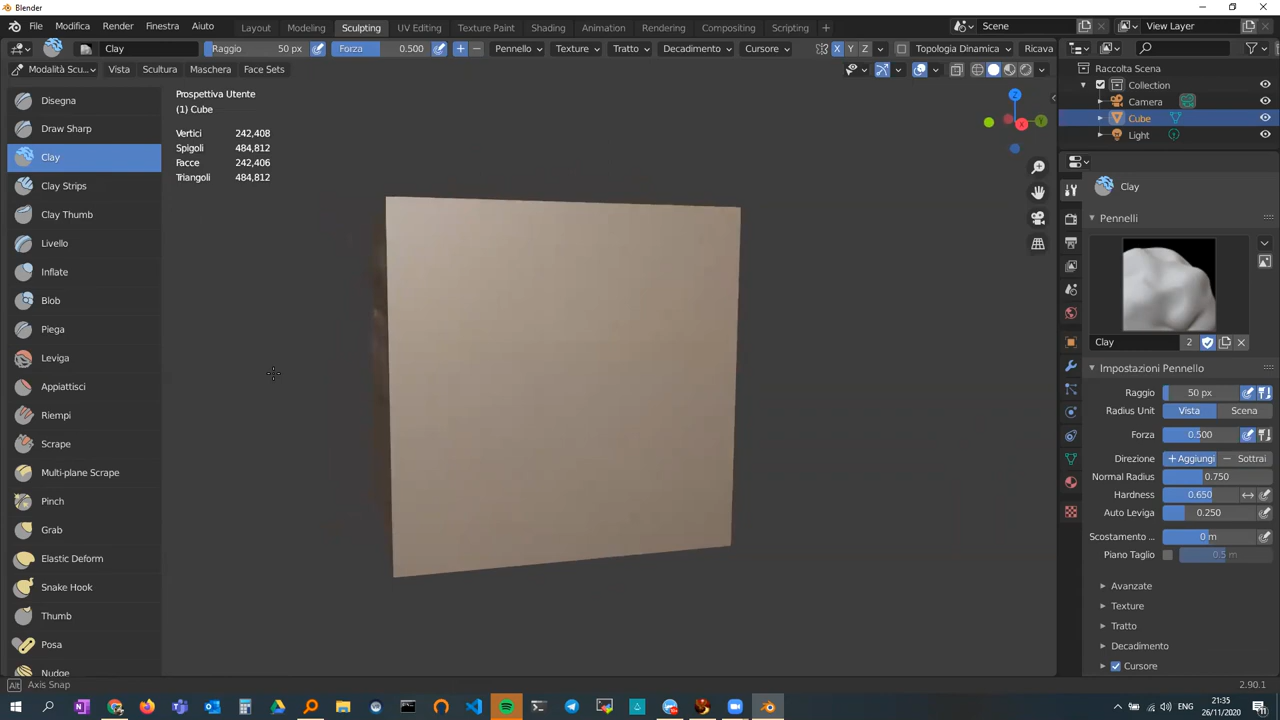 Blender
File Modifica Render Finestra Aiuto Layout Modeling Sculpting UV Editing Texture Paint Shading Animation Rendering Compositing Scripting + Scene View Layer
Clay Raggio 50 px Forza 0.500 + − Pennello Texture Tratto Decadimento Cursore X Y Z Topologia Dinamica Ricava
Modalità Scu... Vista Scultura Maschera Face Sets
Raccolta Scena
Collection
Camera
Cube
Light
Disegna
Draw Sharp
Clay
Clay Strips
Clay Thumb
Livello
Inflate
Blob
Piega
Leviga
Appiattisci
Riempi
Scrape
Multi-plane Scrape
Pinch
Grab
Elastic Deform
Snake Hook
Thumb
Posa
Nudge
Prospettiva Utente
(1) Cube
Vertici 242,408
Spigoli 484,812
Facce 242,406
Triangoli 484,812
Z
X
Y
Clay
Pennelli
Clay 2
Impostazioni Pennello
Raggio 50 px
Radius Unit Vista Scena
Forza 0.500
Direzione + Aggiungi − Sottrai
Normal Radius 0.750
Hardness 0.650
Auto Leviga 0.250
Scostamento ... 0 m
Piano Taglio 0.5 m
Avanzate
Texture
Tratto
Decadimento
Cursore
Alt Axis Snap 2.90.1
21:35
26/11/2020